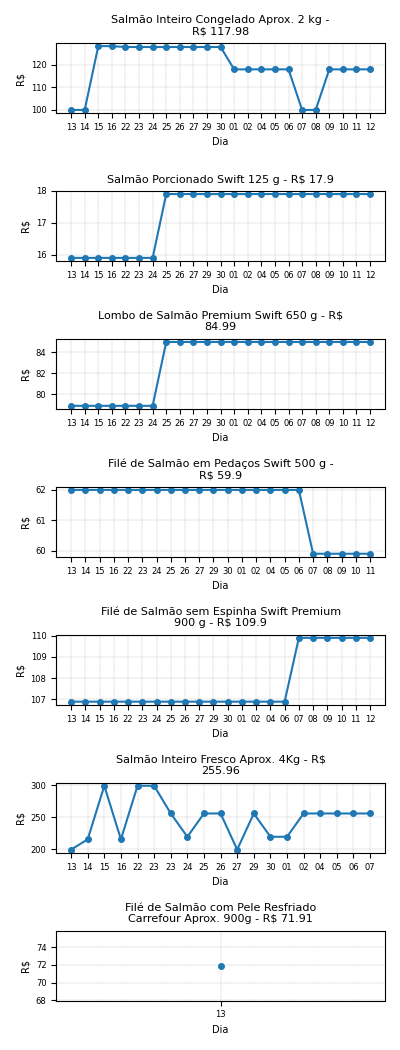 Salmão Inteiro Congelado Aprox. 2 kg -
R$ 117.98
120
110
100
R$
13 14 15 16 22 23 24 25 26 27 29 30 01 02 04 05 06 07 08 09 10 11 12
Dia
Salmão Porcionado Swift 125 g - R$ 17.9
18
17
16
R$
13 14 15 16 22 23 24 25 26 27 29 30 01 02 04 05 06 07 08 09 10 11 12
Dia
Lombo de Salmão Premium Swift 650 g - R$
84.99
84
82
80
R$
13 14 15 16 22 23 24 25 26 27 29 30 01 02 04 05 06 07 08 09 10 11 12
Dia
Filé de Salmão em Pedaços Swift 500 g -
R$ 59.9
62
61
60
R$
13 14 15 16 22 23 24 25 26 27 29 30 01 02 04 05 06 07 08 09 10 11
Dia
Filé de Salmão sem Espinha Swift Premium
900 g - R$ 109.9
110
109
108
107
R$
13 14 15 16 22 23 24 25 26 27 29 30 01 02 04 05 06 07 09 10 11 12
Dia
Salmão Inteiro Fresco Aprox. 4Kg - R$
255.96
300
250
200
R$
13 14 15 16 22 23 23 24 25 26 27 29 30 01 02 04 05 06 07
Dia
Filé de Salmão com Pele Resfriado
Carrefour Aprox. 900g - R$ 71.91
74
72
70
68
R$
13
Dia